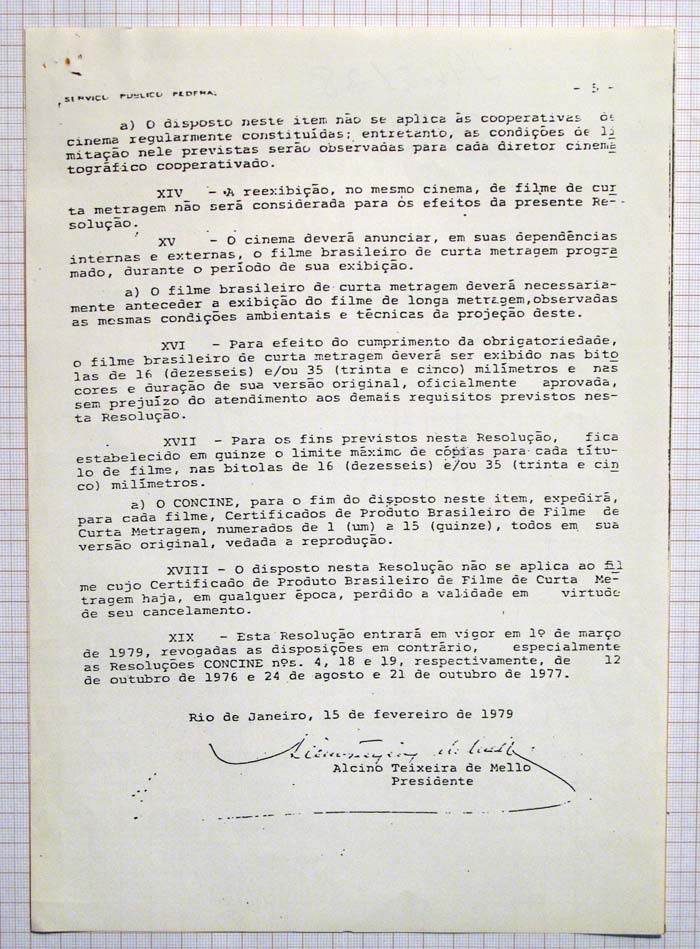 SERVIÇO PUBLICO FEDERAL
- 5 -
a) O disposto neste item não se aplica às cooperativas de
cinema regularmente constituídas; entretanto, as condições de li
mitação nele previstas serão observadas para cada diretor cinema
tográfico cooperativado.
XIV - A reexibição, no mesmo cinema, de filme de cur
ta metragem não será considerada para os efeitos da presente Re-
solução.
XV - O cinema deverá anunciar, em suas dependências
internas e externas, o filme brasileiro de curta metragem progra
mado, durante o período de sua exibição.
a) O filme brasileiro de curta metragem deverá necessaria-
mente anteceder a exibição do filme de longa metragem,observadas
as mesmas condições ambientais e técnicas da projeção deste.
XVI - Para efeito do cumprimento da obrigatoriedade,
o filme brasileiro de curta metragem deverá ser exibido nas bito
las de 16 (dezesseis) e/ou 35 (trinta e cinco) milímetros e nas
cores e duração de sua versão original, oficialmente aprovada,
sem prejuízo do atendimento aos demais requisitos previstos nes-
ta Resolução.
XVII - Para os fins previstos nesta Resolução, fica
estabelecido em quinze o limite máximo de cópias para cada títu-
lo de filme, nas bitolas de 16 (dezesseis) e/ou 35 (trinta e cin
co) milímetros.
a) O CONCINE, para o fim do disposto neste item, expedirá,
para cada filme, Certificados de Produto Brasileiro de Filme de
Curta Metragem, numerados de 1 (um) a 15 (quinze), todos em sua
versão original, vedada a reprodução.
XVIII - O disposto nesta Resolução não se aplica ao fil
me cujo Certificado de Produto Brasileiro de Filme de Curta Me-
tragem haja, em qualquer época, perdido a validade em virtude
de seu cancelamento.
XIX - Esta Resolução entrará em vigor em 1º de março
de 1979, revogadas as disposições em contrário, especialmente
as Resoluções CONCINE nºs. 4, 18 e 19, respectivamente, de 12
de outubro de 1976 e 24 de agosto e 21 de outubro de 1977.
Rio de Janeiro, 15 de fevereiro de 1979
Alcino Teixeira de Mello
Presidente